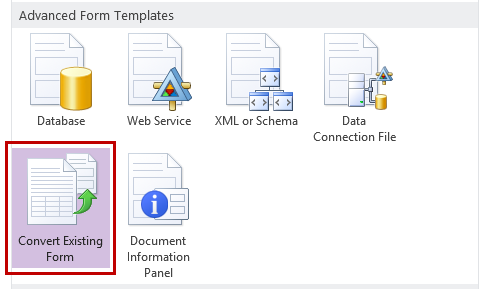 Advanced Form Templates
Database
Web Service
XML or Schema
Data
Connection File
Convert Existing
Form
Document
Information
Panel